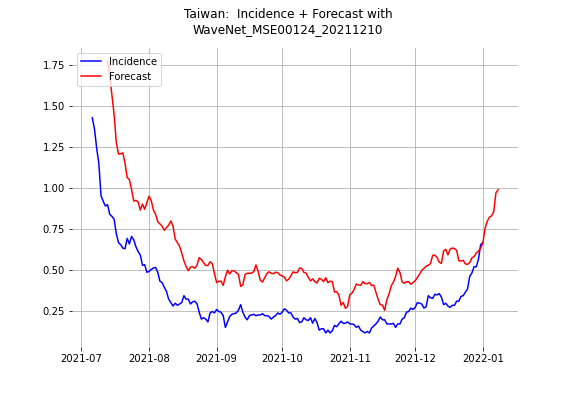 Taiwan:  Incidence + Forecast with
WaveNet_MSE00124_20211210
Incidence
Forecast
1.75
1.50
1.25
1.00
0.75
0.50
0.25
2021-07 2021-08 2021-09 2021-10 2021-11 2021-12 2022-01